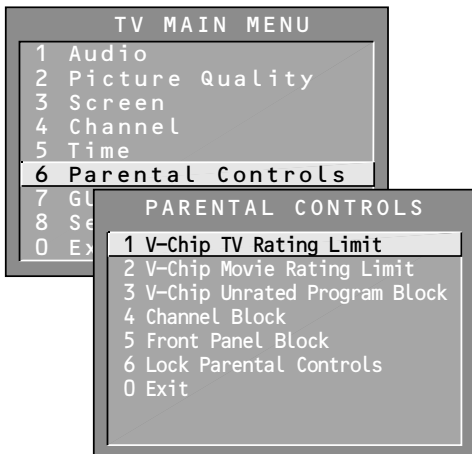 TV MAIN MENU
1 Audio
2 Picture Quality
3 Screen
4 Channel
5 Time
6 Parental Controls
7
8
0
PARENTAL CONTROLS
1 V-Chip TV Rating Limit
2 V-Chip Movie Rating Limit
3 V-Chip Unrated Program Block
4 Channel Block
5 Front Panel Block
6 Lock Parental Controls
0 Exit